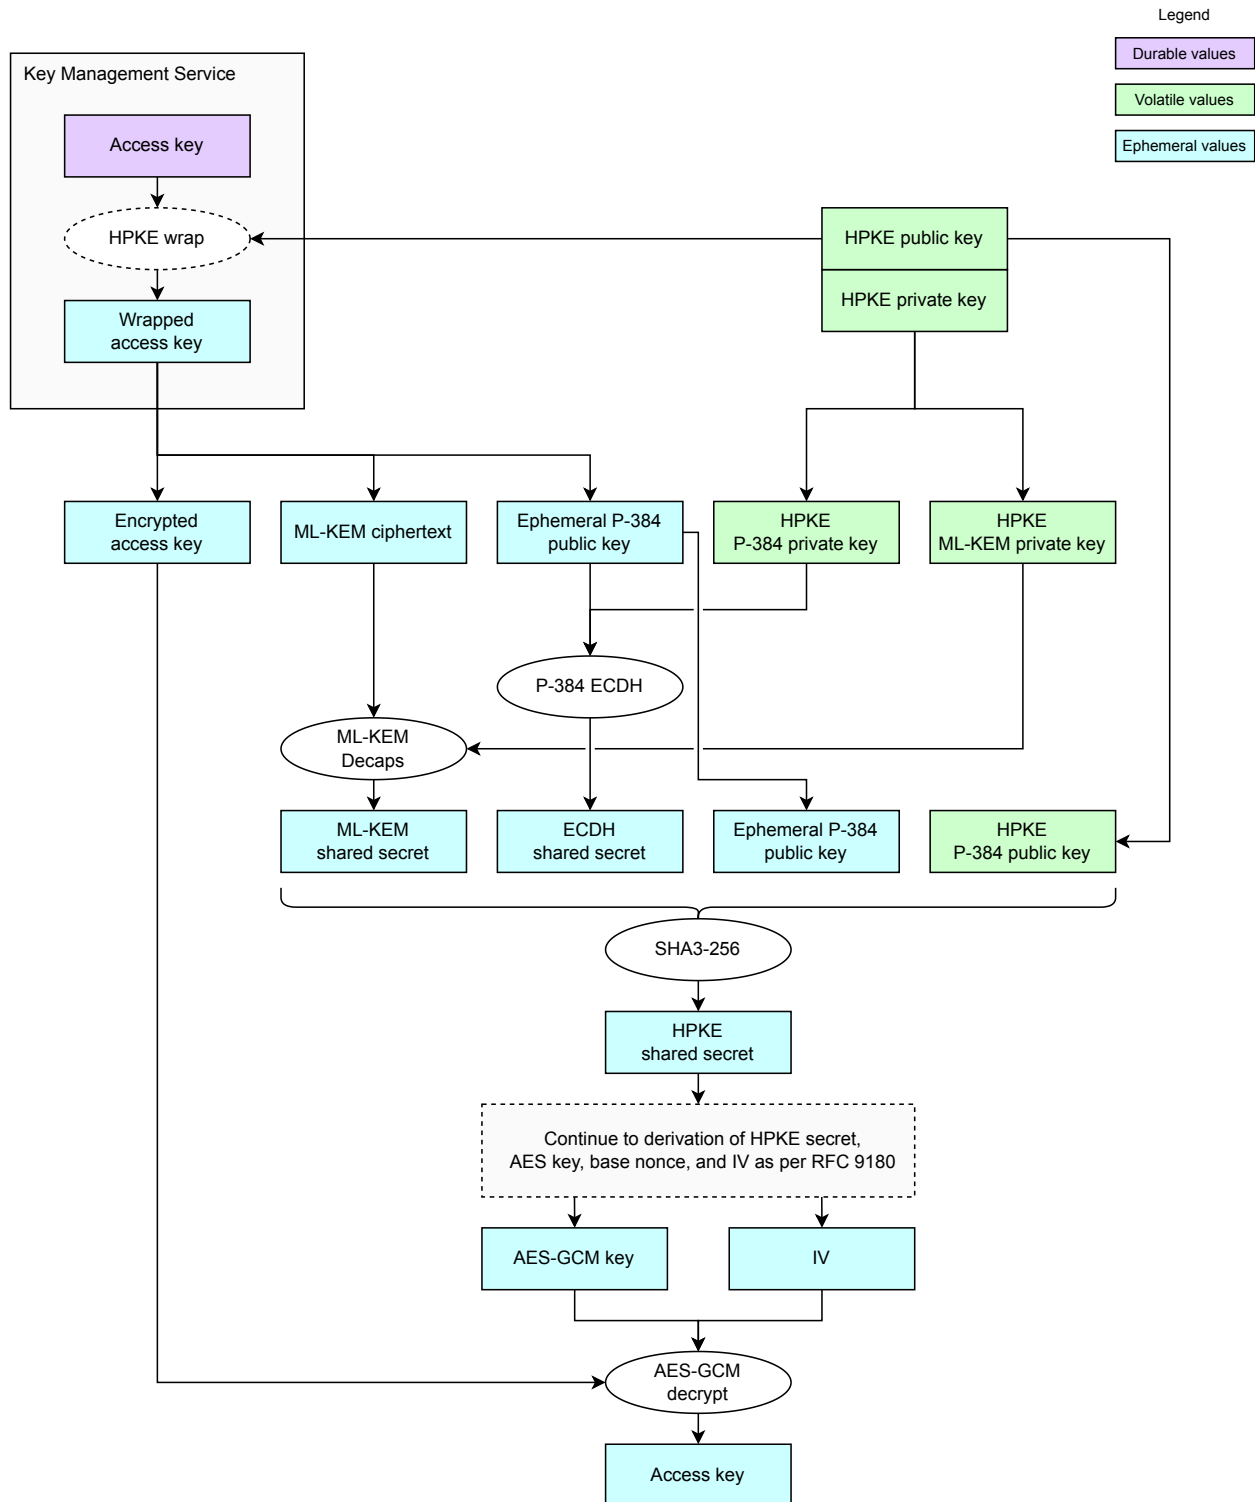 Legend
Durable values
Volatile values
Ephemeral values
Key Management Service
Access key
HPKE wrap
Wrapped
access key
HPKE public key
HPKE private key
Encrypted
access key
ML-KEM ciphertext
Ephemeral P-384
public key
HPKE
P-384 private key
HPKE
ML-KEM private key
P-384 ECDH
ML-KEM
Decaps
ML-KEM
shared secret
ECDH
shared secret
Ephemeral P-384
public key
HPKE
P-384 public key
SHA3-256
HPKE
shared secret
Continue to derivation of HPKE secret,
AES key, base nonce, and IV as per RFC 9180
AES-GCM key
IV
AES-GCM
decrypt
Access key